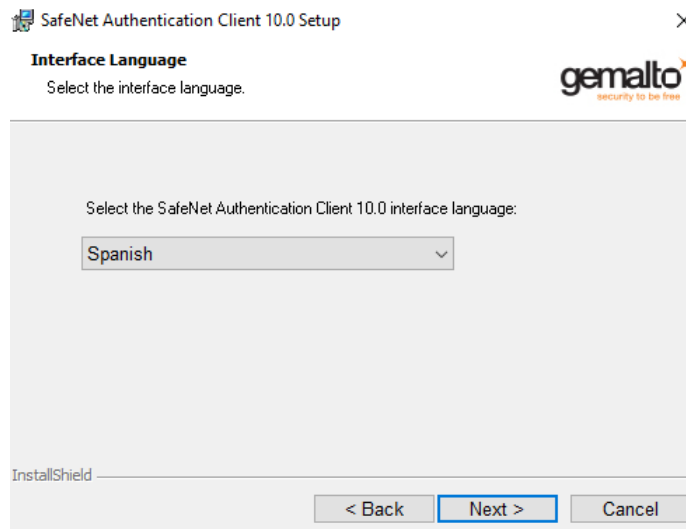 SafeNet Authentication Client 10.0 Setup
Interface Language
Select the interface language.
gemalto
security to be free
Select the SafeNet Authentication Client 10.0 interface language:
Spanish
InstallShield
< Back Next > Cancel